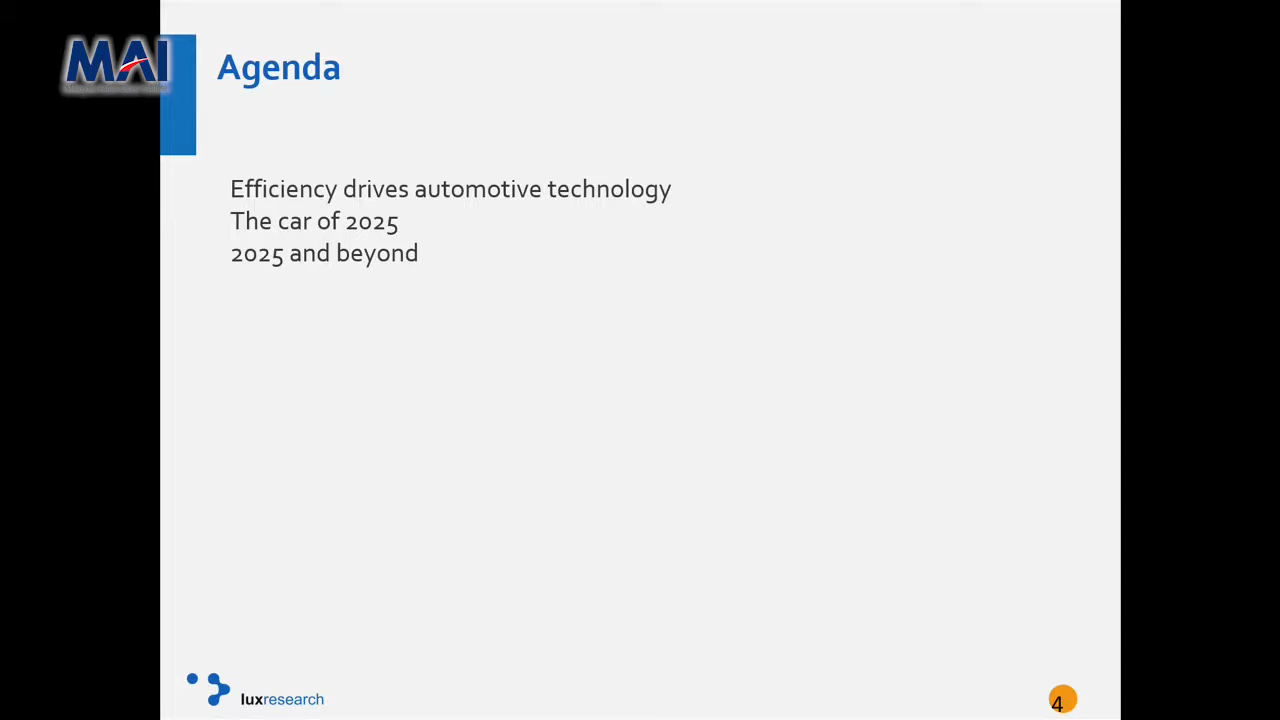 MAI
Agenda
Efficiency drives automotive technology
The car of 2025
2025 and beyond
luxresearch
4